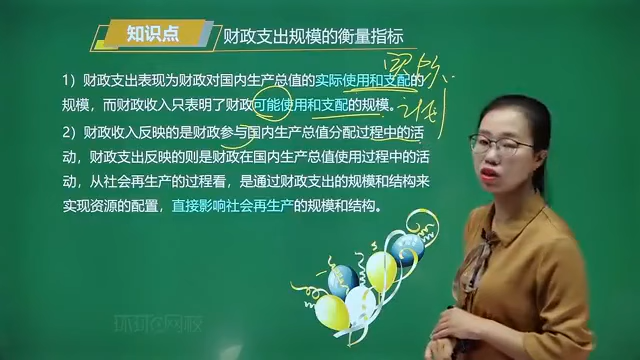 知识点
财政支出规模的衡量指标
1）财政支出表现为财政对国内生产总值的实际使用和支配的
规模，而财政收入只表明了财政可能使用和支配的规模。
2）财政收入反映的是财政参与国内生产总值分配过程中的活
动，财政支出反映的则是财政在国内生产总值使用过程中的活
动，从社会再生产的过程看，是通过财政支出的规模和结构来
实现资源的配置，直接影响社会再生产的规模和结构。
计划
环球网校